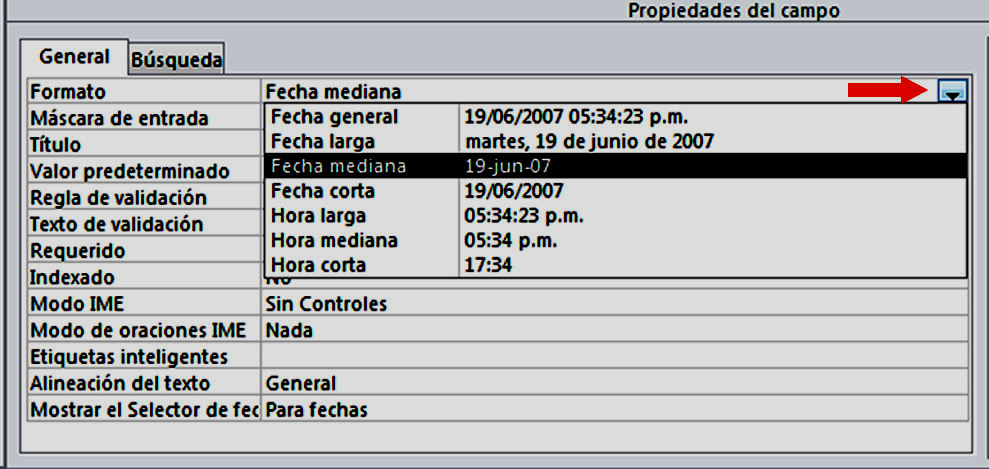 Propiedades del campo
General Búsqueda
Formato Fecha mediana
Máscara de entrada Fecha general 19/06/2007 05:34:23 p.m.
Título Fecha larga martes, 19 de junio de 2007
Valor predeterminado Fecha mediana 19-jun-07
Regla de validación Fecha corta 19/06/2007
Texto de validación Hora larga 05:34:23 p.m.
Requerido Hora mediana 05:34 p.m.
Indexado Hora corta 17:34
No
Modo IME Sin Controles
Modo de oraciones IME Nada
Etiquetas inteligentes
Alineación del texto General
Mostrar el Selector de fec Para fechas